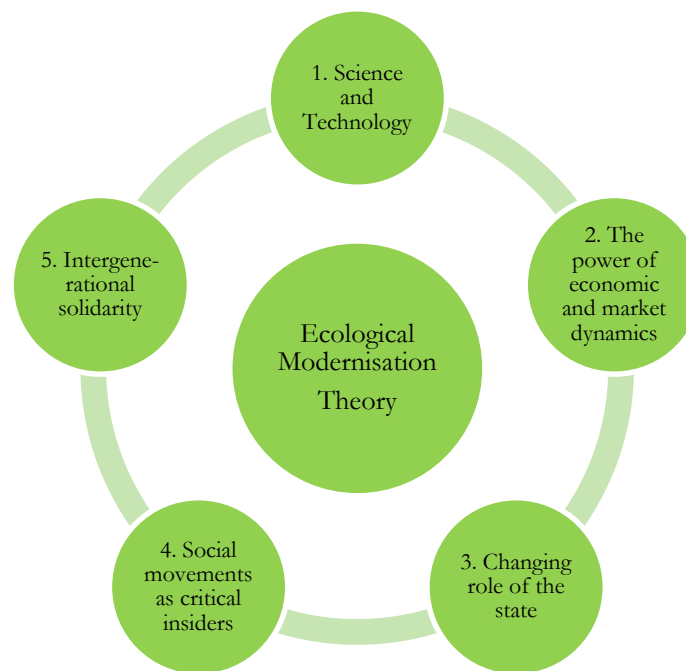 1. Science
and
Technology
2. The
power of
economic
and market
dynamics
3. Changing
role of the
state
4. Social
movements
as critical
insiders
5. Intergene-
rational
solidarity
Ecological
Modernisation
Theory